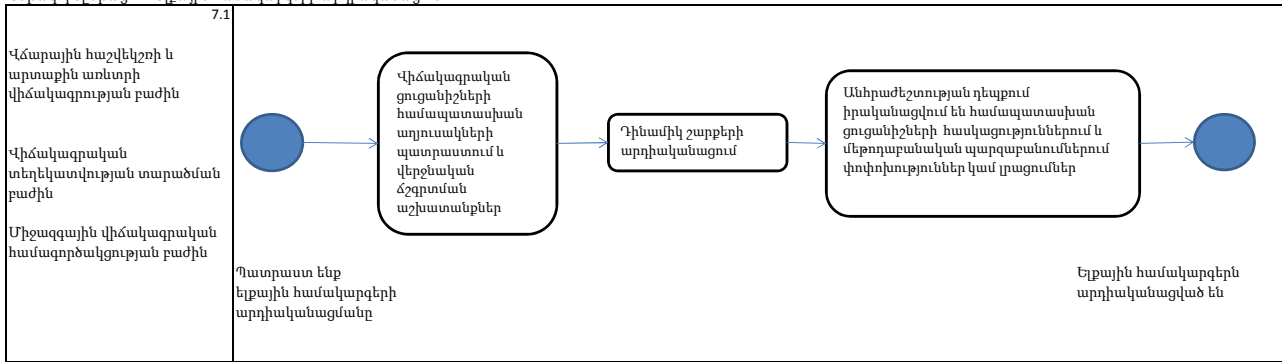 7.1
Վճարային հաշվեկշռի և
արտաքին առևտրի
վիճակագրության բաժին
Վիճակագրական
տեղեկատվության տարածման
բաժին
Միջազգային վիճակագրական
համագործակցության բաժին
Վիճակագրական
ցուցանիշների
համապատասխան
աղյուսակների
պատրաստում և
վերջնական
ճշգրտման
աշխատանքներ
Դինամիկ շարքերի
արդիականացում
Անհրաժեշտության դեպքում
իրականացվում են համապատասխան
ցուցանիշների հասկացություններում և
մեթոդաբանական պարզաբանումներում
փոփոխություններ կամ լրացումներ
Պատրաստ ենք
ելքային համակարգերի
արդիականացմանը
Ելքային համակարգերն
արդիականացված են